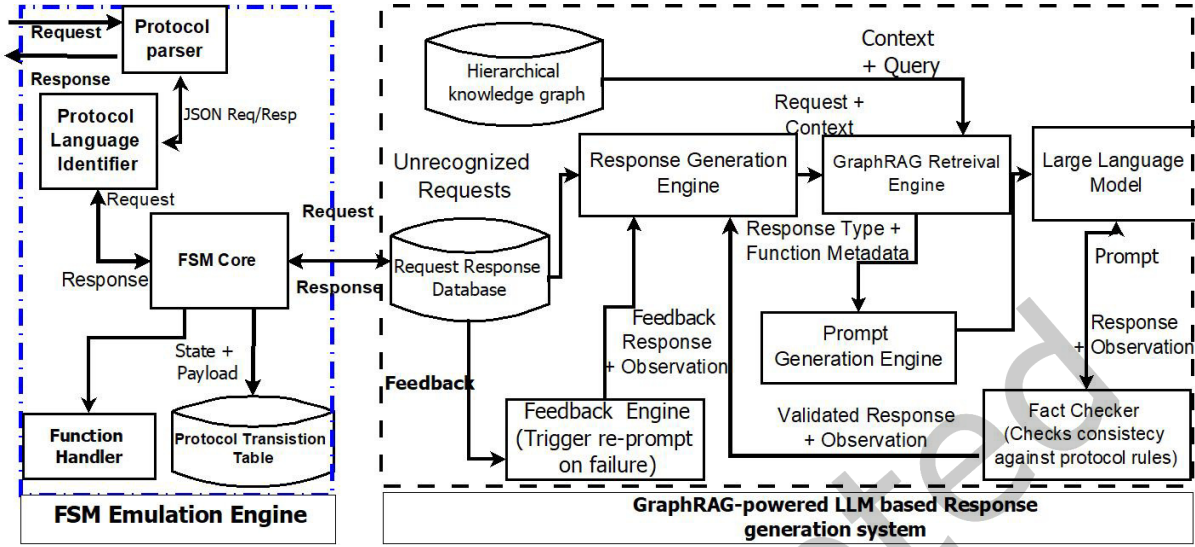 Request
Response
Protocol
parser
JSON Req/Resp
Protocol
Language
Identifier
Request
Response
FSM Core
State +
Payload
Function
Handler
Protocol Transistion
Table
FSM Emulation Engine
Request
Response
Hierarchical
knowledge graph
Context
+ Query
Unrecognized
Requests
Request Response
Database
Feedback
Response Generation
Engine
Request +
Context
GraphRAG Retreival
Engine
Large Language
Model
Response Type +
Function Metadata
Prompt
Feedback
Response
+ Observation
Prompt
Generation Engine
Response
+ Observation
Feedback Engine
(Trigger re-prompt
on failure)
Validated Response
+ Observation
Fact Checker
(Checks consistecy
against protocol rules)
GraphRAG-powered LLM based Response
generation system